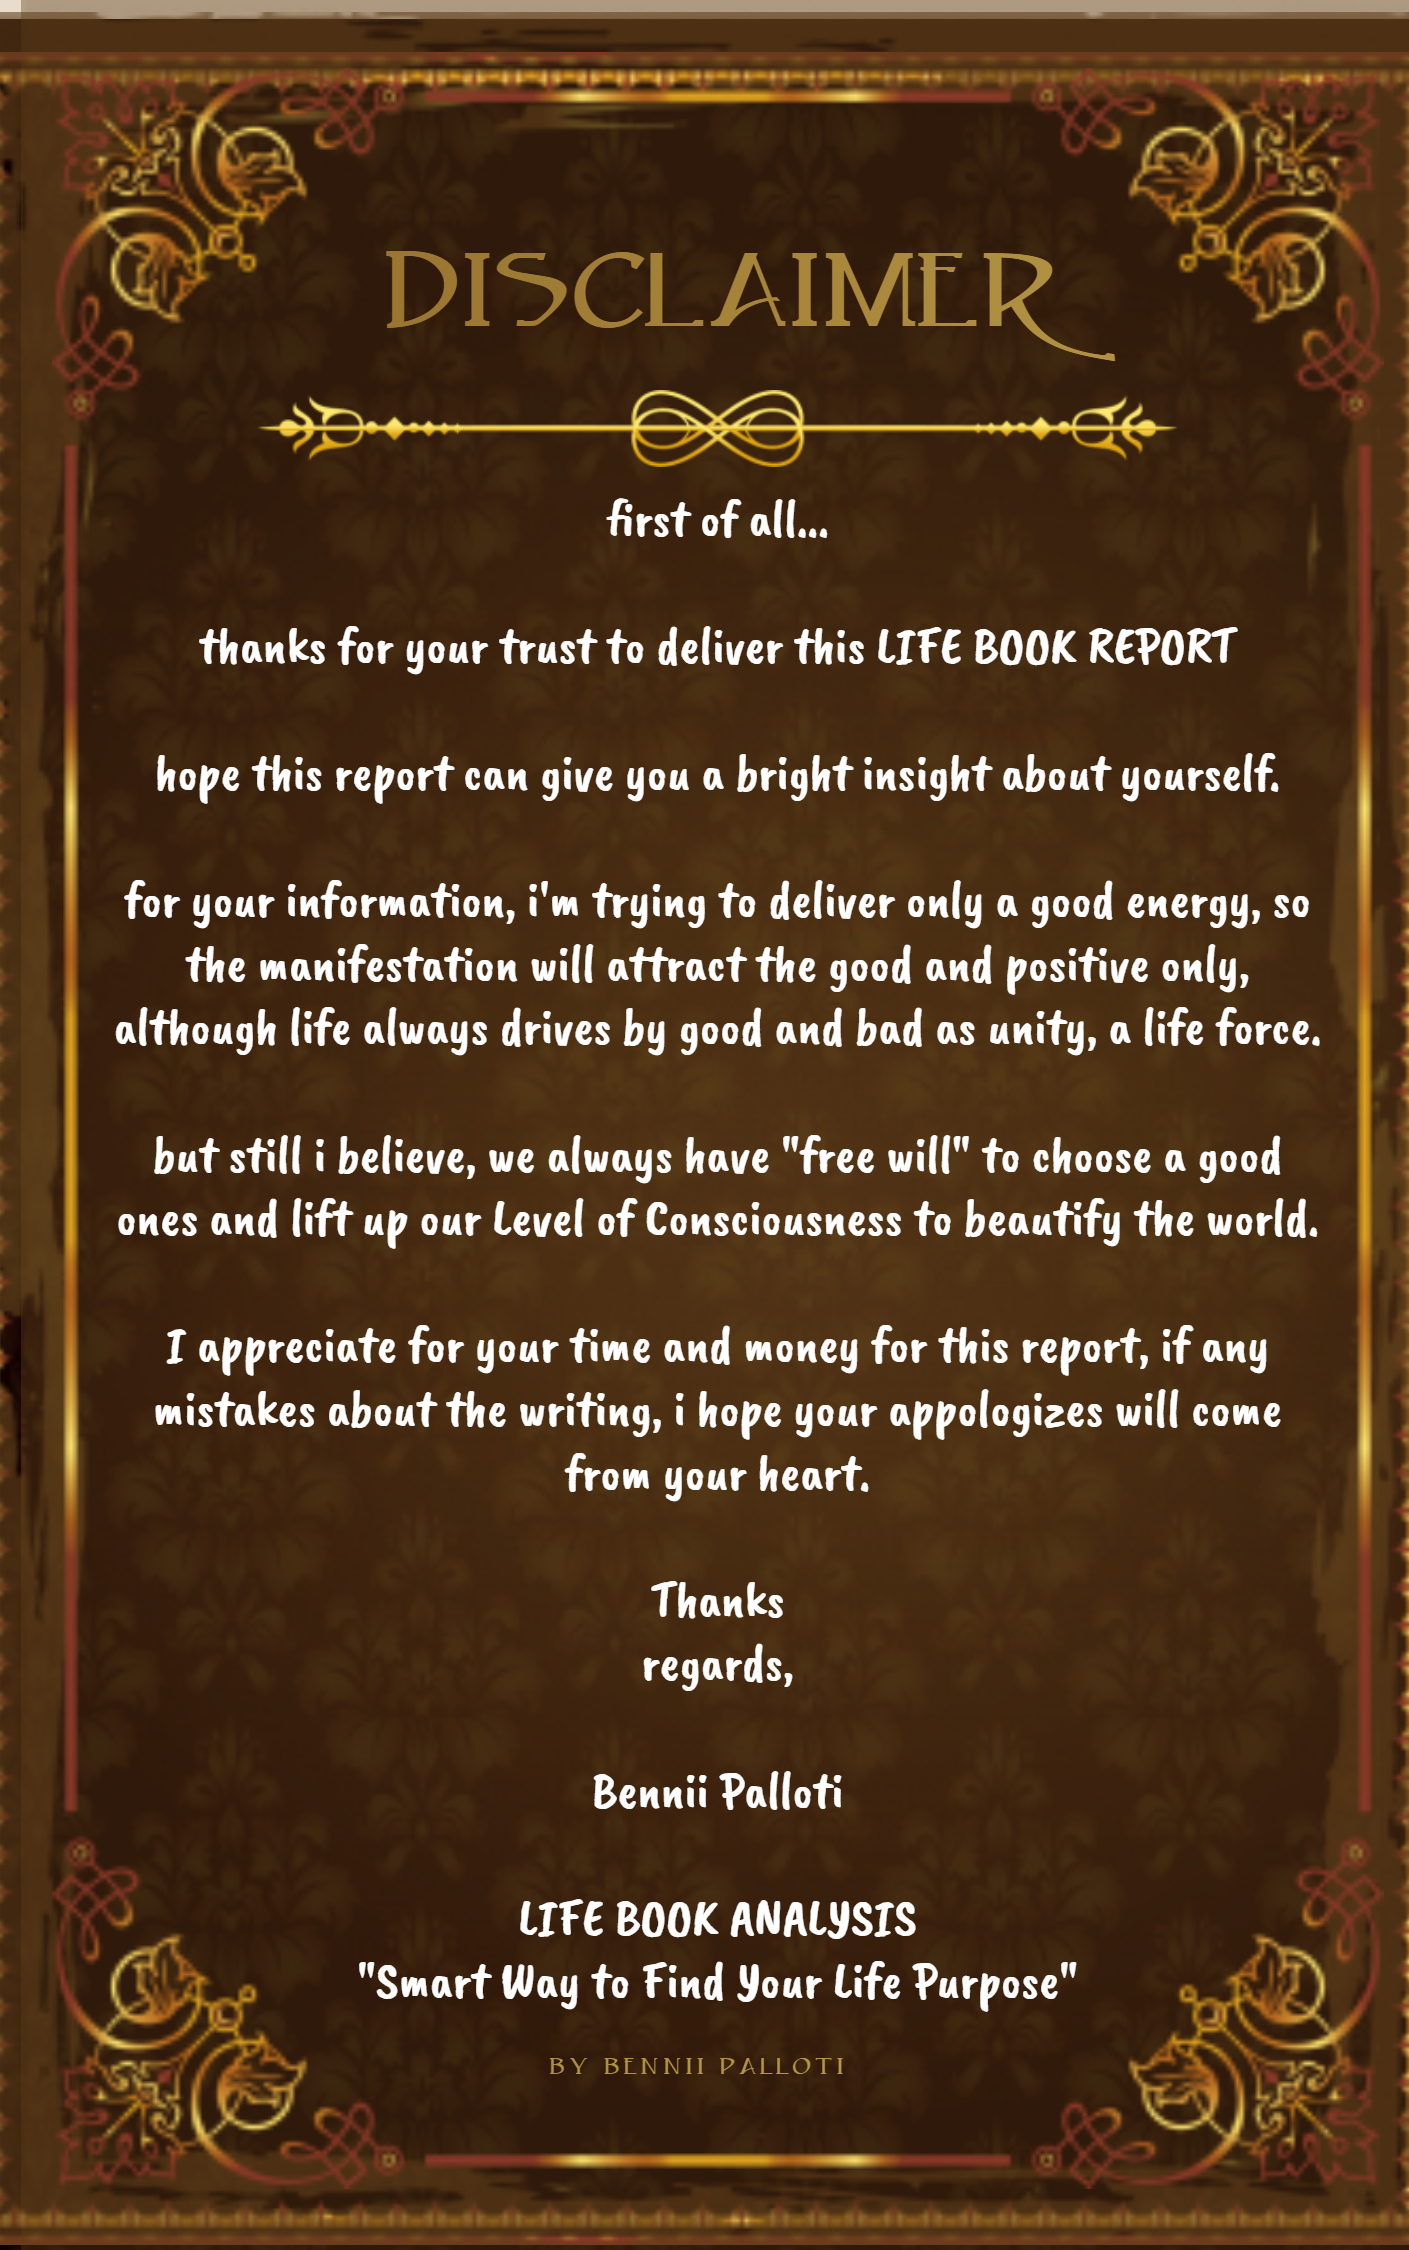 DISCLAIMER
first of all...
thanks for your trust to deliver this LIFE BOOK REPORT
hope this report can give you a bright insight about yourself.
for your information, i'm trying to deliver only a good energy, so
the manifestation will attract the good and positive only,
although life always drives by good and bad as unity, a life force.
but still i believe, we always have "free will" to choose a good
ones and lift up our Level of Consciousness to beautify the world.
I appreciate for your time and money for this report, if any
mistakes about the writing, i hope your appologizes will come
from your heart.
Thanks
regards,
Bennii Palloti
LIFE BOOK ANALYSIS
"Smart Way to Find Your Life Purpose"
BY BENNII PALLOTI